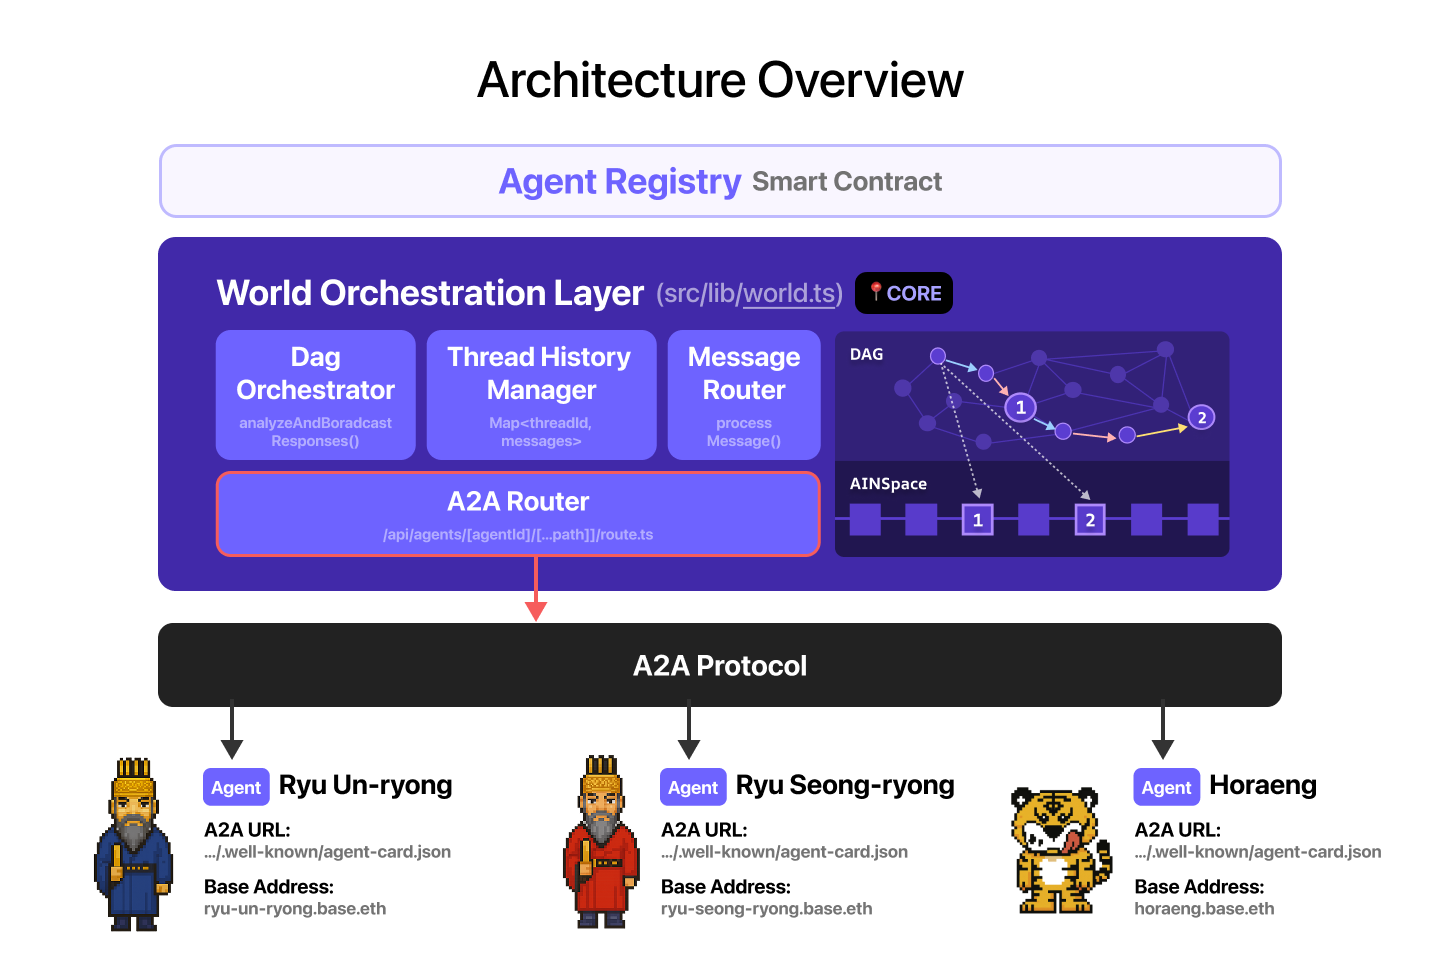 Architecture Overview
Agent Registry Smart Contract
World Orchestration Layer (src/lib/world.ts) 📍CORE
Dag
Orchestrator
analyzeAndBoradcast
Responses()
Thread History
Manager
Map<threadId,
messages>
Message
Router
process
Message()
A2A Router
/api/agents/[agentId]/[...path]]/route.ts
DAG
1
2
AINSpace
1
2
A2A Protocol
Agent Ryu Un-ryong
A2A URL:
.../.well-known/agent-card.json
Base Address:
ryu-un-ryong.base.eth
Agent Ryu Seong-ryong
A2A URL:
.../.well-known/agent-card.json
Base Address:
ryu-seong-ryong.base.eth
Agent Horaeng
A2A URL:
.../.well-known/agent-card.json
Base Address:
horaeng.base.eth